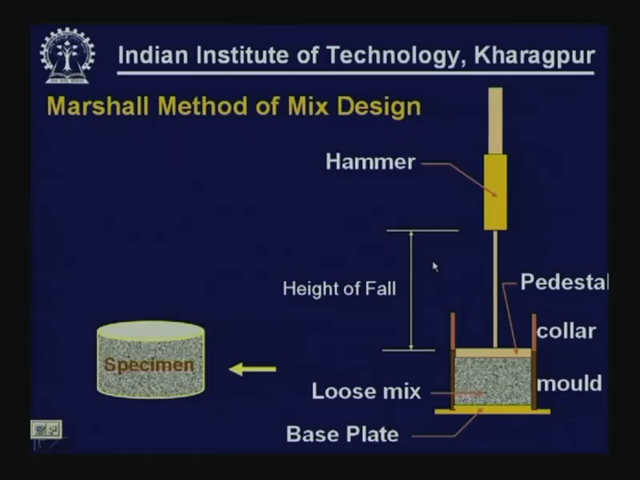 Indian Institute of Technology, Kharagpur
Marshall Method of Mix Design
Hammer
Height of Fall
Pedestal
collar
Specimen
Loose mix
mould
Base Plate